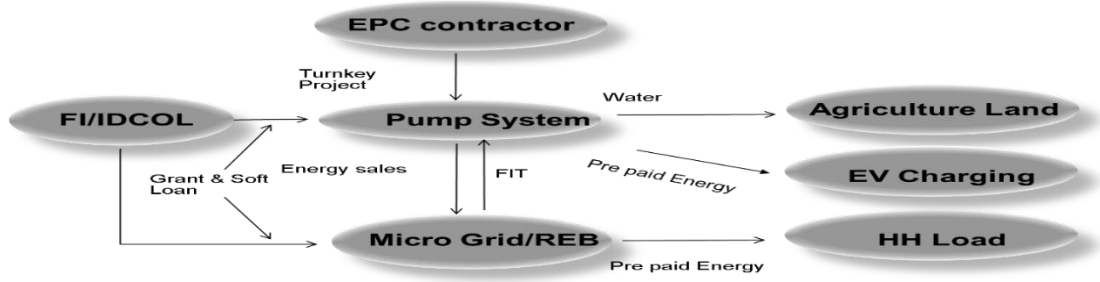 EPC contractor
Turnkey
Project
Water
FI/IDCOL
Pump System
Agriculture Land
Grant & Soft
Loan
Energy sales
FIT
Pre paid Energy
EV Charging
Micro Grid/REB
Pre paid Energy
HH Load